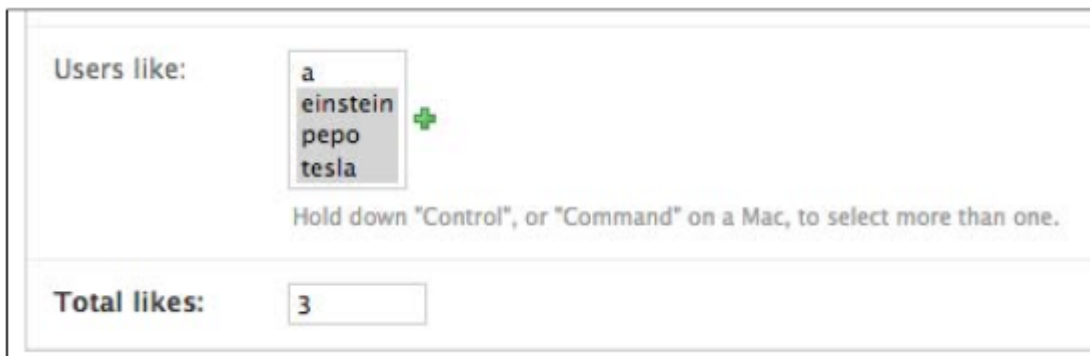 Users like:
a
einstein
pepo
tesla
Hold down "Control", or "Command" on a Mac, to select more than one.
Total likes:
3